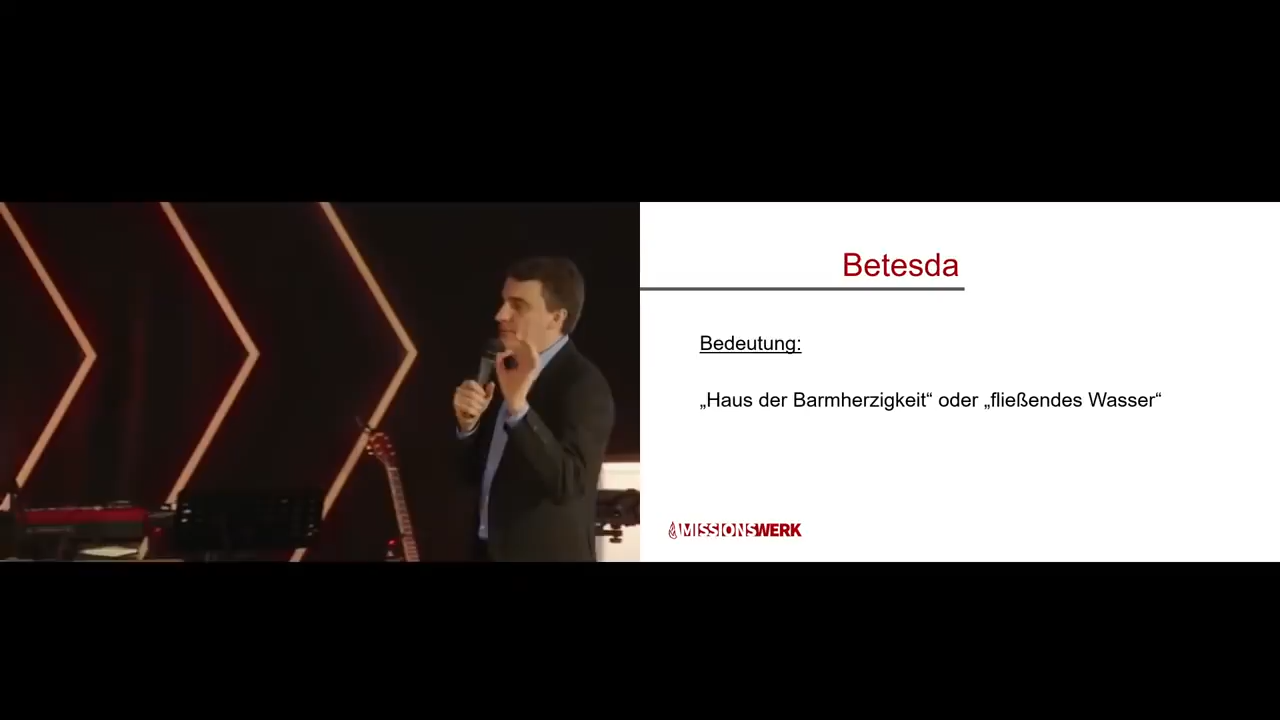 Betesda
Bedeutung:
„Haus der Barmherzigkeit“ oder „fließendes Wasser“
MISSIONSWERK